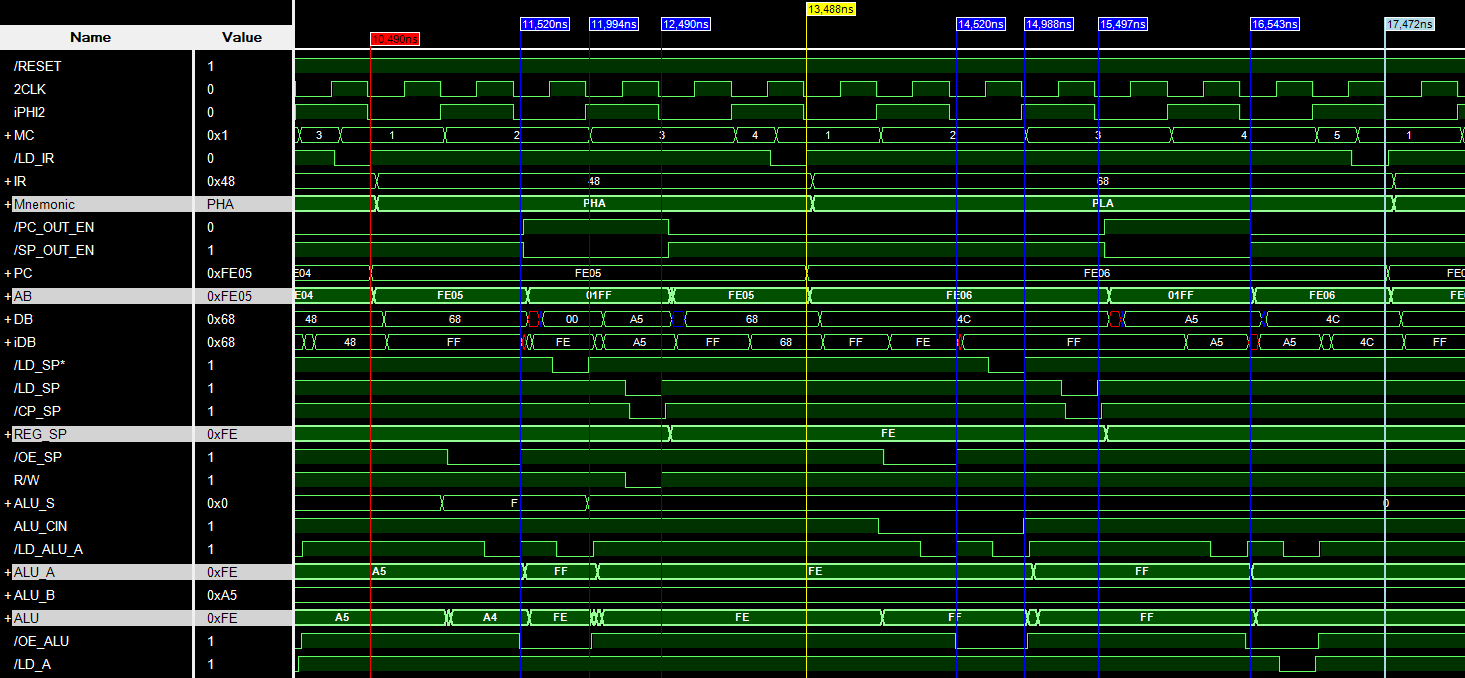 13,488ns
11,520ns 11,994ns 12,490ns 14,520ns 14,988ns 15,497ns 16,543ns 17,472ns
Name Value 10,490ns
/RESET 1
2CLK 0
iPHI2 0
+MC 0x1 3 1 2 3 4 1 2 3 4 5 1
/LD_IR 0
+IR 0x48 48 68
+Mnemonic PHA PHA PLA
/PC_OUT_EN 0
/SP_OUT_EN 1
+PC 0xFE05 FE04 FE05 FE06 FE0
+AB 0xFE05 E04 FE05 01FF FE05 FE06 01FF FE06 FE
+DB 0x68 48 68 00 A5 68 4C A5 4C
+iDB 0x68 48 FF FE A5 FF 68 FF FE FF A5 A5 4C FF
/LD_SP* 1
/LD_SP 1
/CP_SP 1
+REG_SP 0xFE FE
/OE_SP 1
R/W 1
+ALU_S 0x0 F 0
ALU_CIN 1
/LD_ALU_A 1
+ALU_A 0xFE A5 FF FE FF
+ALU_B 0xA5
+ALU 0xFE A5 A4 FE FE FF FF
/OE_ALU 1
/LD_A 1